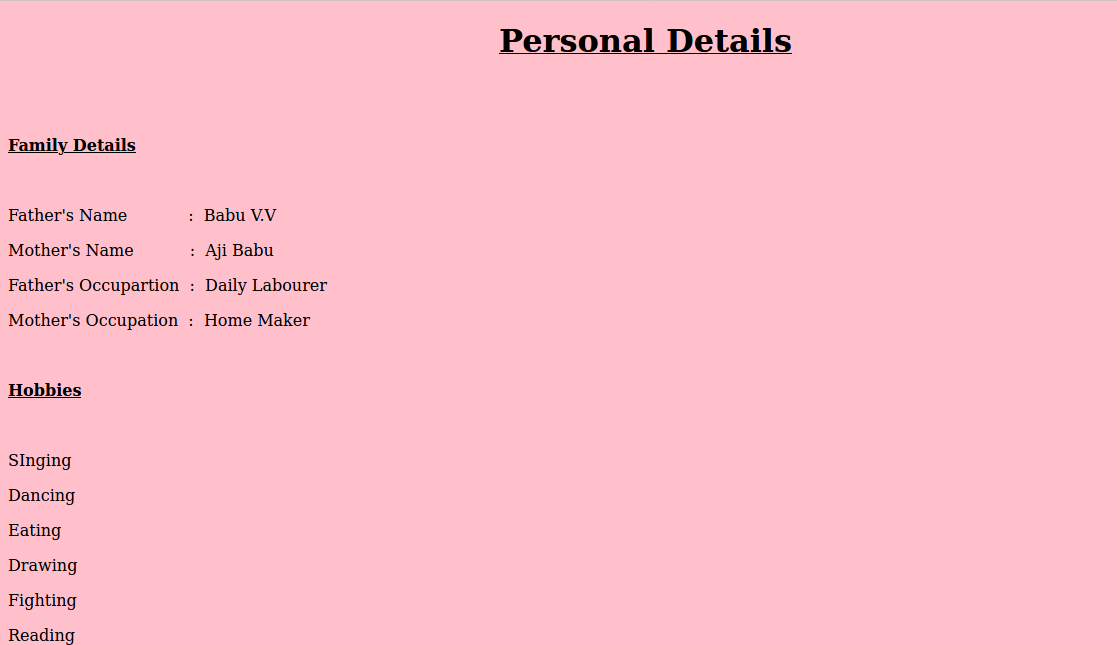 Personal Details
Family Details
Father's Name : Babu V.V
Mother's Name : Aji Babu
Father's Occupartion : Daily Labourer
Mother's Occupation : Home Maker
Hobbies
SInging
Dancing
Eating
Drawing
Fighting
Reading